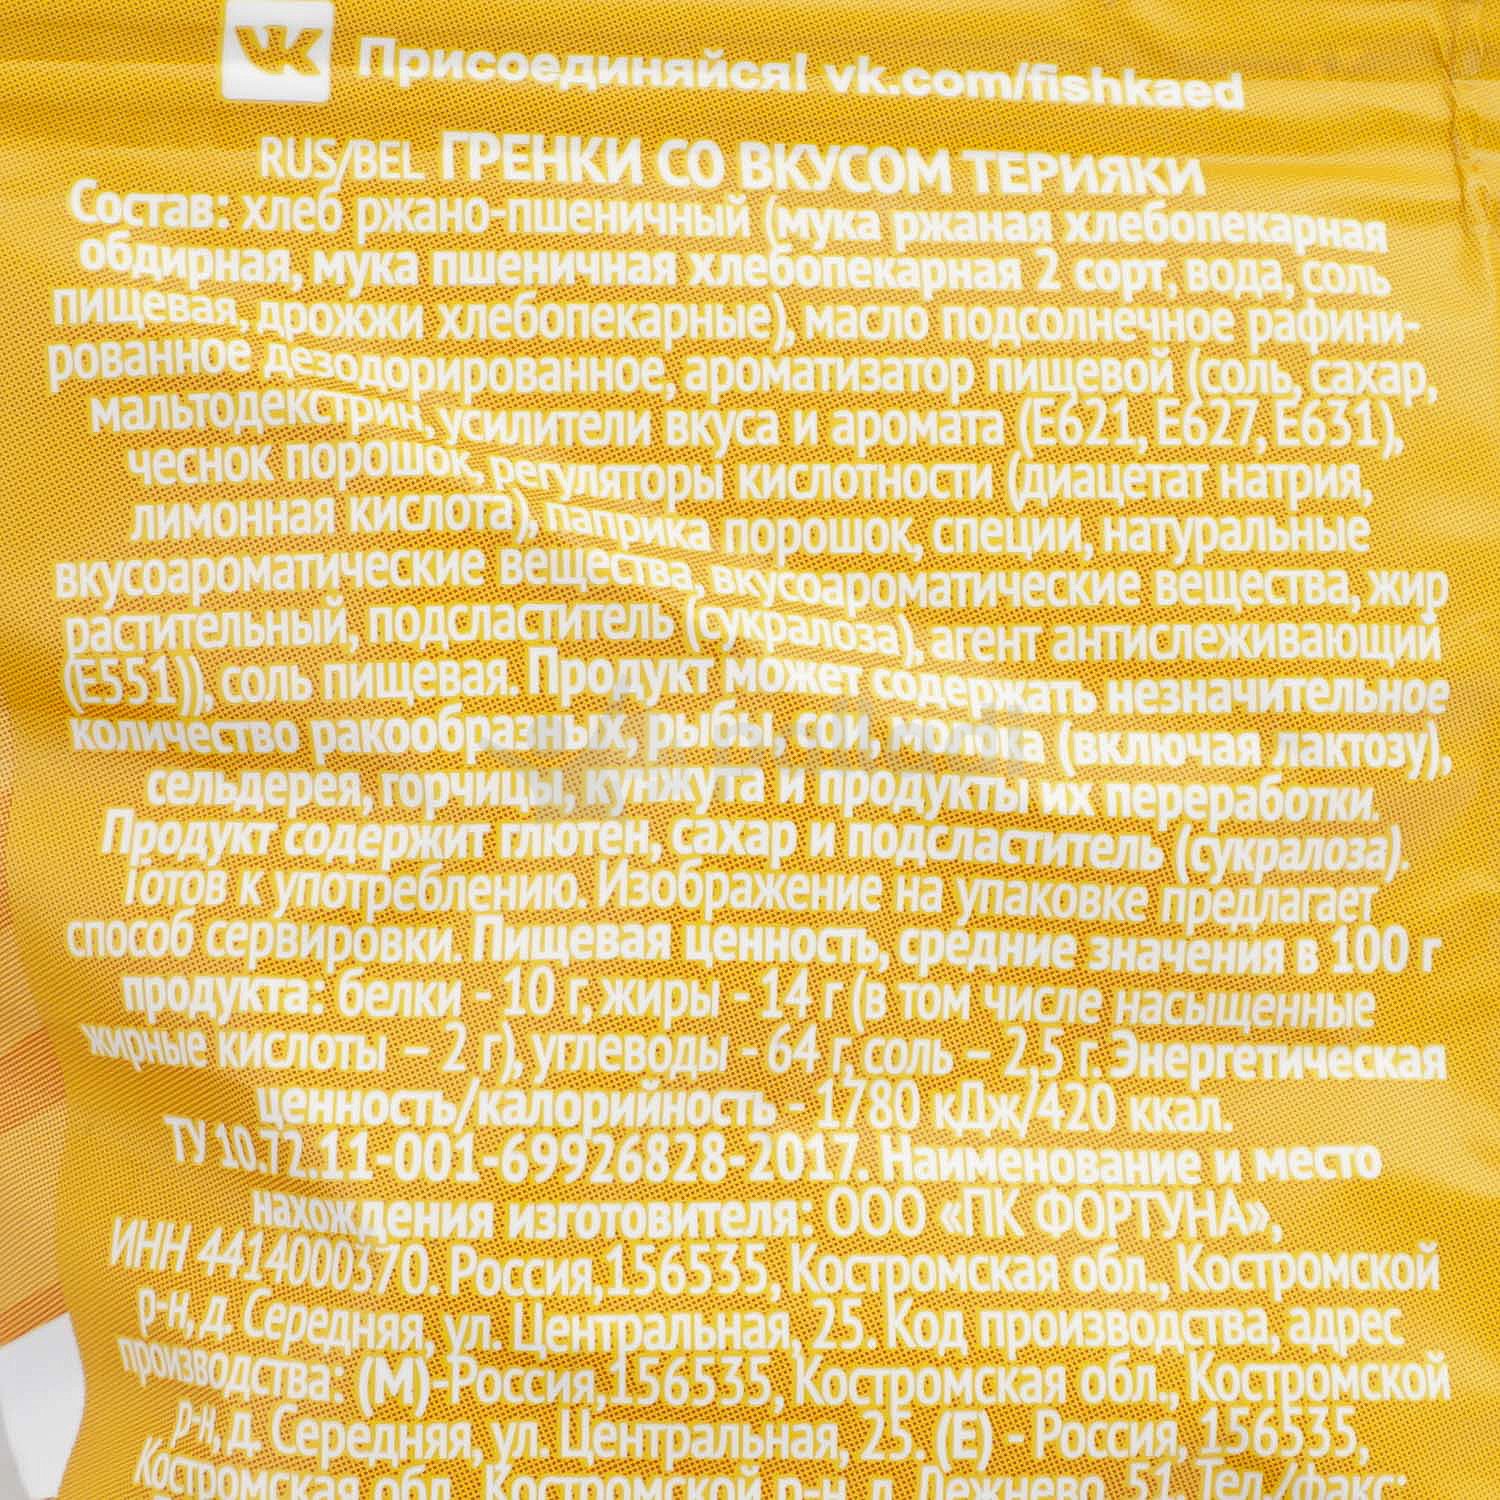 VK Присоединяйся! vk.com/fishkaed
RUS/BEL ГРЕНКИ СО ВКУСОМ ТЕРИЯКИ
Состав: хлеб ржано-пшеничный (мука ржаная хлебопекарная
обдирная, мука пшеничная хлебопекарная 2 сорт, вода, соль
пищевая, дрожжи хлебопекарные), масло подсолнечное рафини-
рованное дезодорированное, ароматизатор пищевой (соль, сахар,
мальтодекстрин, усилители вкуса и аромата (Е621, Е627, Е631),
чеснок порошок, регуляторы кислотности (диацетат натрия,
лимонная кислота), паприка порошок, специи, натуральные
вкусоароматические вещества, вкусоароматические вещества, жир
растительный, подсластитель (сукралоза), агент антислеживающий
(Е551)), соль пищевая. Продукт может содержать незначительное
количество ракообразных, рыбы, сои, молока (включая лактозу),
сельдерея, горчицы, кунжута и продукты их переработки.
Продукт содержит глютен, сахар и подсластитель (сукралоза).
Готов к употреблению. Изображение на упаковке предлагает
способ сервировки. Пищевая ценность, средние значения в 100 г
продукта: белки - 10 г, жиры - 14 г (в том числе насыщенные
жирные кислоты – 2 г), углеводы - 64 г, соль – 2,5 г. Энергетическая
ценность/калорийность - 1780 кДж/420 ккал.
ТУ 10.72.11-001-69926828-2017. Наименование и место
нахождения изготовителя: ООО «ПК ФОРТУНА»,
ИНН 4414000370. Россия,156535, Костромская обл., Костромской
р-н, д. Середняя, ул. Центральная, 25. Код производства, адрес
производства: (М)-Россия,156535, Костромская обл., Костромской
р-н, д. Середняя, ул. Центральная, 25. (Е) - Россия, 156535,
Костромская обл., Костромской р-н, д. Лежнево, 51. Тел./факс: